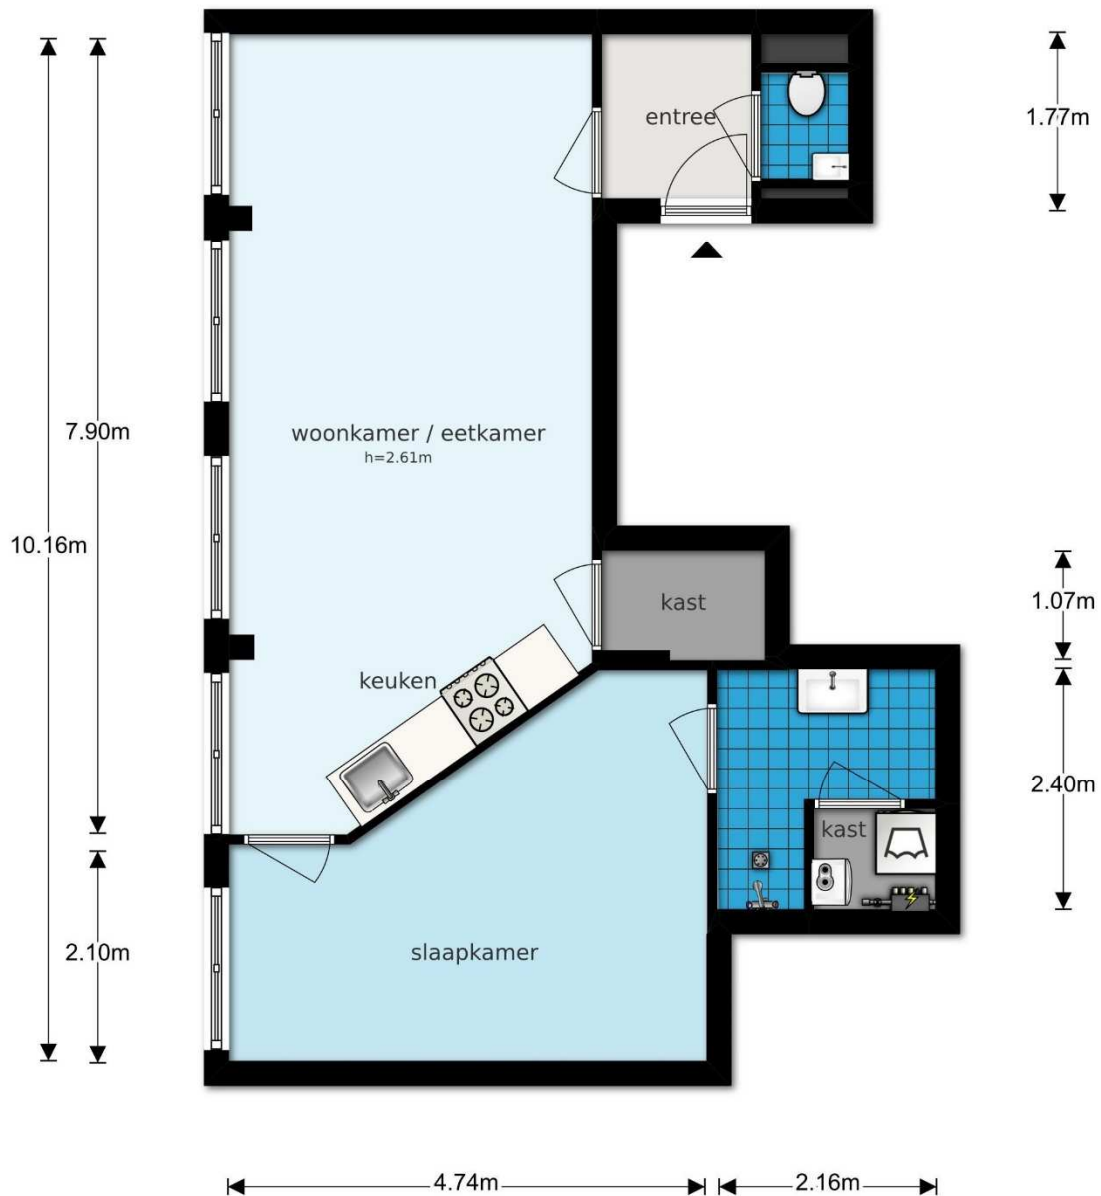 entree
1.77m
woonkamer / eetkamer
h=2.61m
7.90m
10.16m
kast
1.07m
keuken
2.40m
kast
2.10m
slaapkamer
4.74m
2.16m